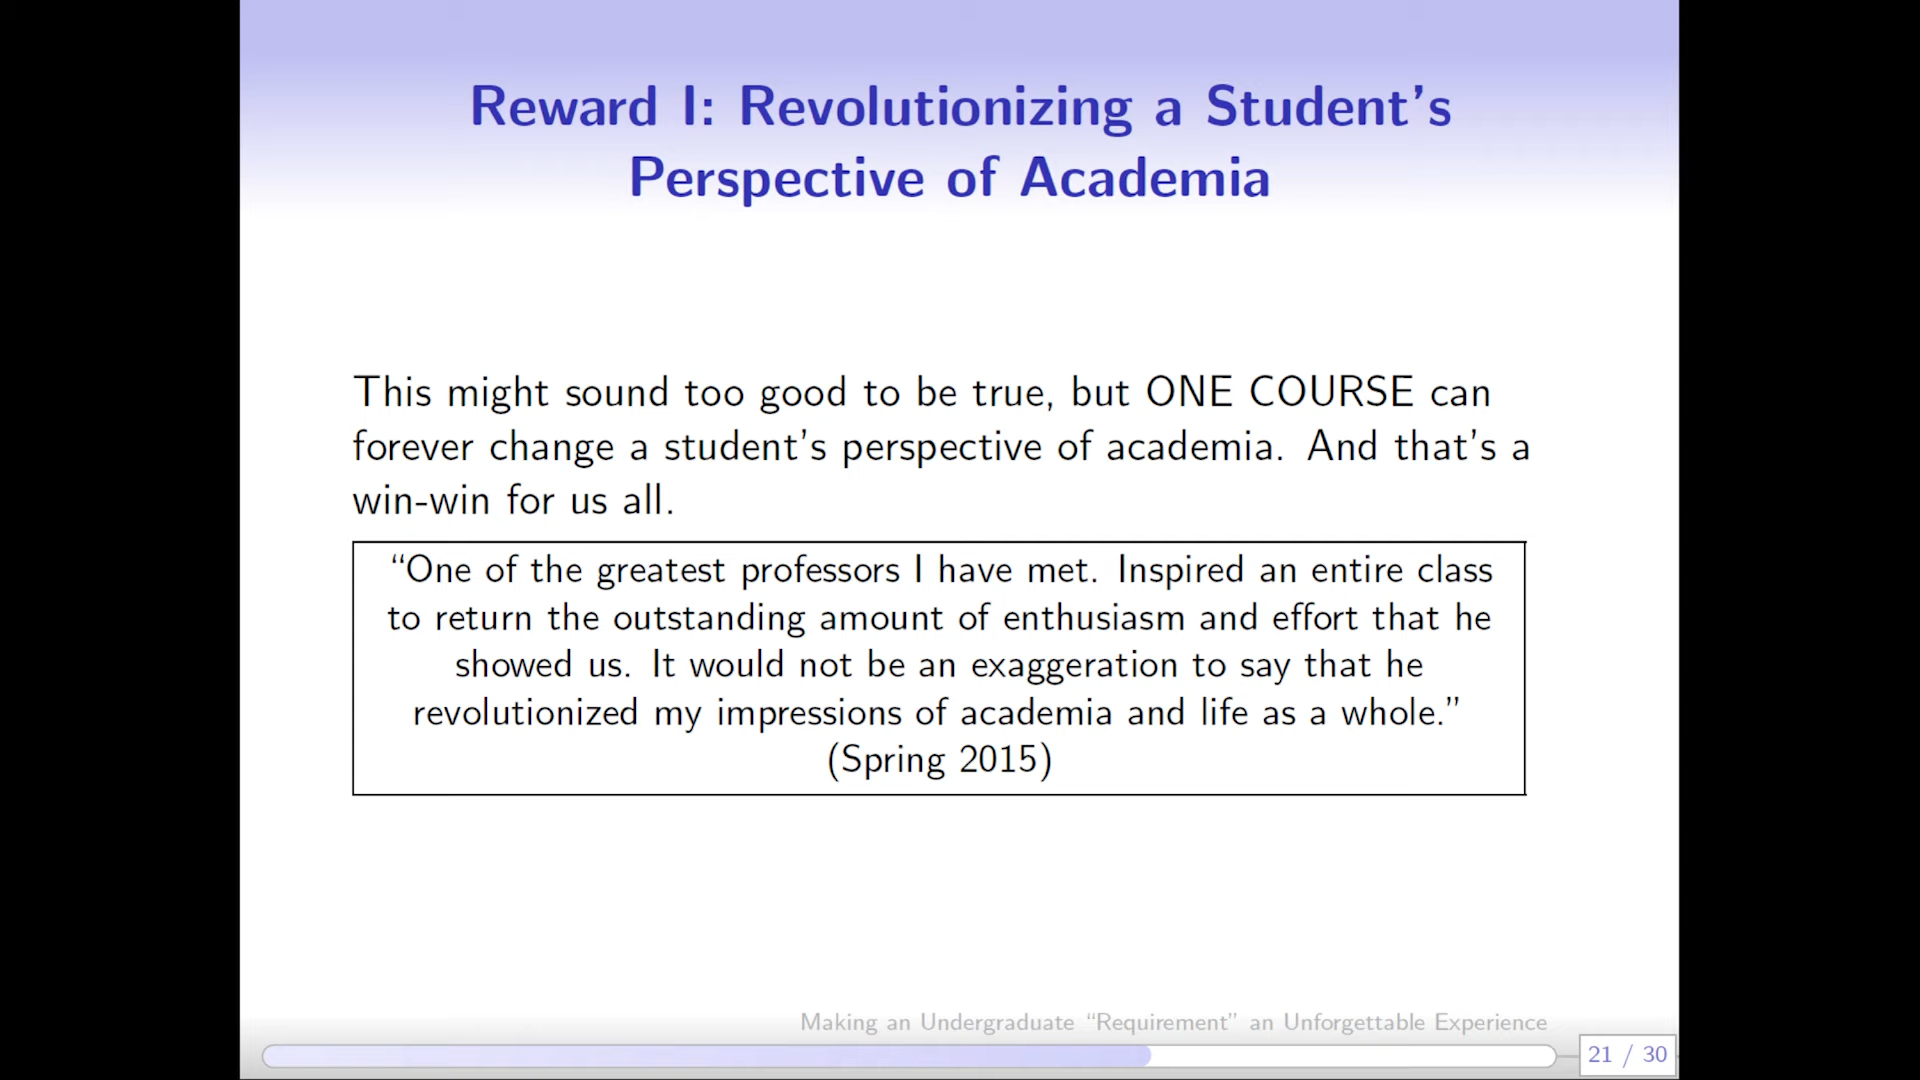 Reward I: Revolutionizing a Student's
Perspective of Academia
This might sound too good to be true, but ONE COURSE can
forever change a student's perspective of academia. And that's a
win-win for us all.
“One of the greatest professors I have met. Inspired an entire class
to return the outstanding amount of enthusiasm and effort that he
showed us. It would not be an exaggeration to say that he
revolutionized my impressions of academia and life as a whole.”
(Spring 2015)
Making an Undergraduate “Requirement” an Unforgettable Experience
21 / 30